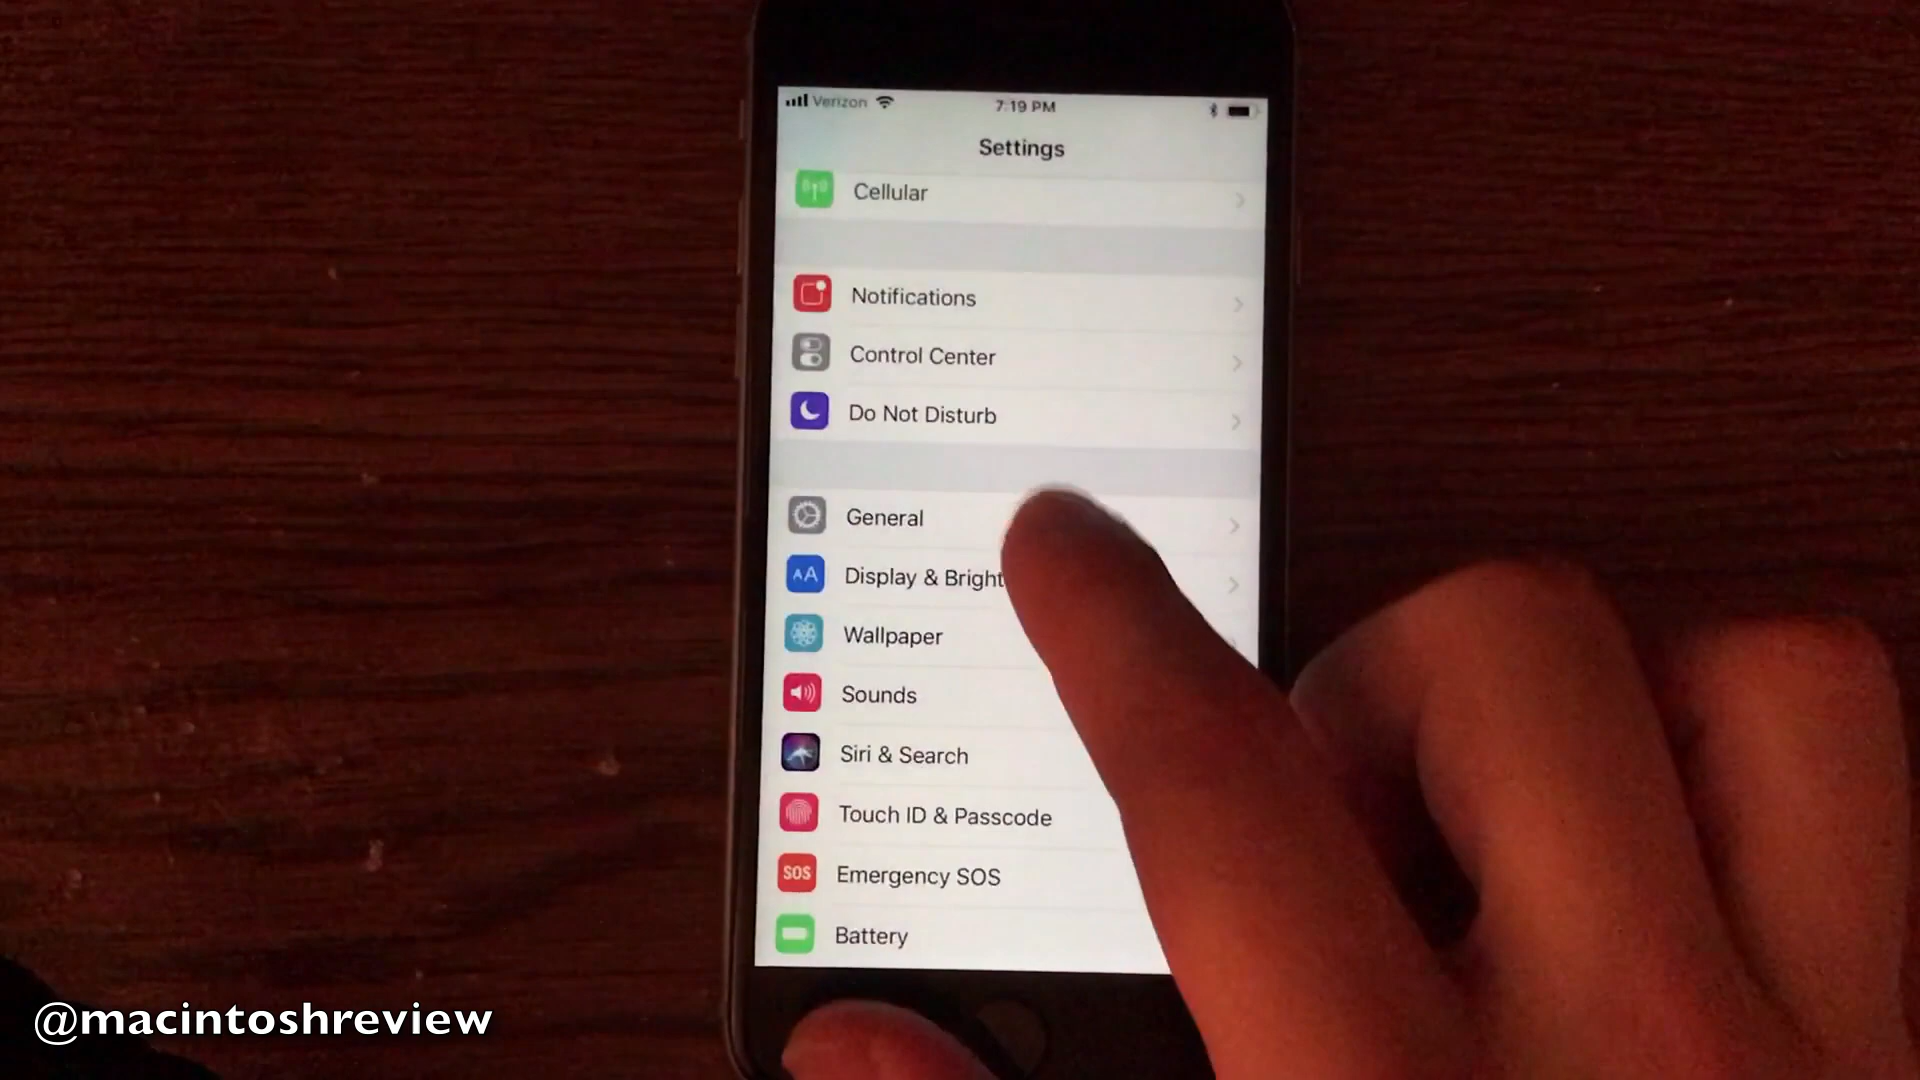 Verizon
7:19 PM
Settings
Cellular
Notifications
Control Center
Do Not Disturb
General
AA
Display & Bright
Wallpaper
Sounds
Siri & Search
Touch ID & Passcode
SOS
Emergency SOS
Battery
@macintoshreview